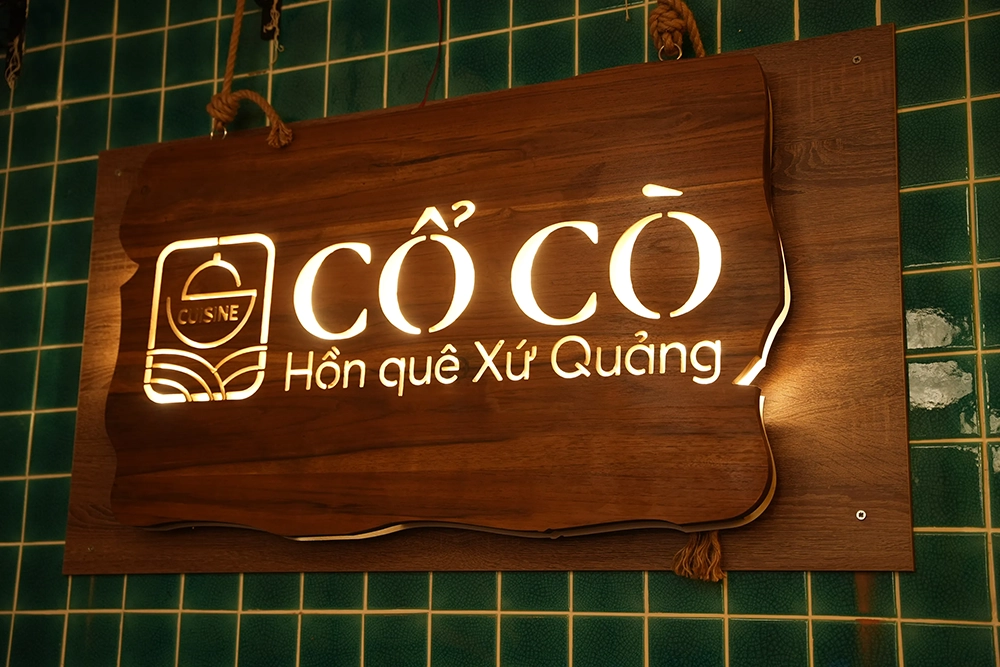 CUISINE
CỔ CÒ
Hồn quê Xứ Quảng